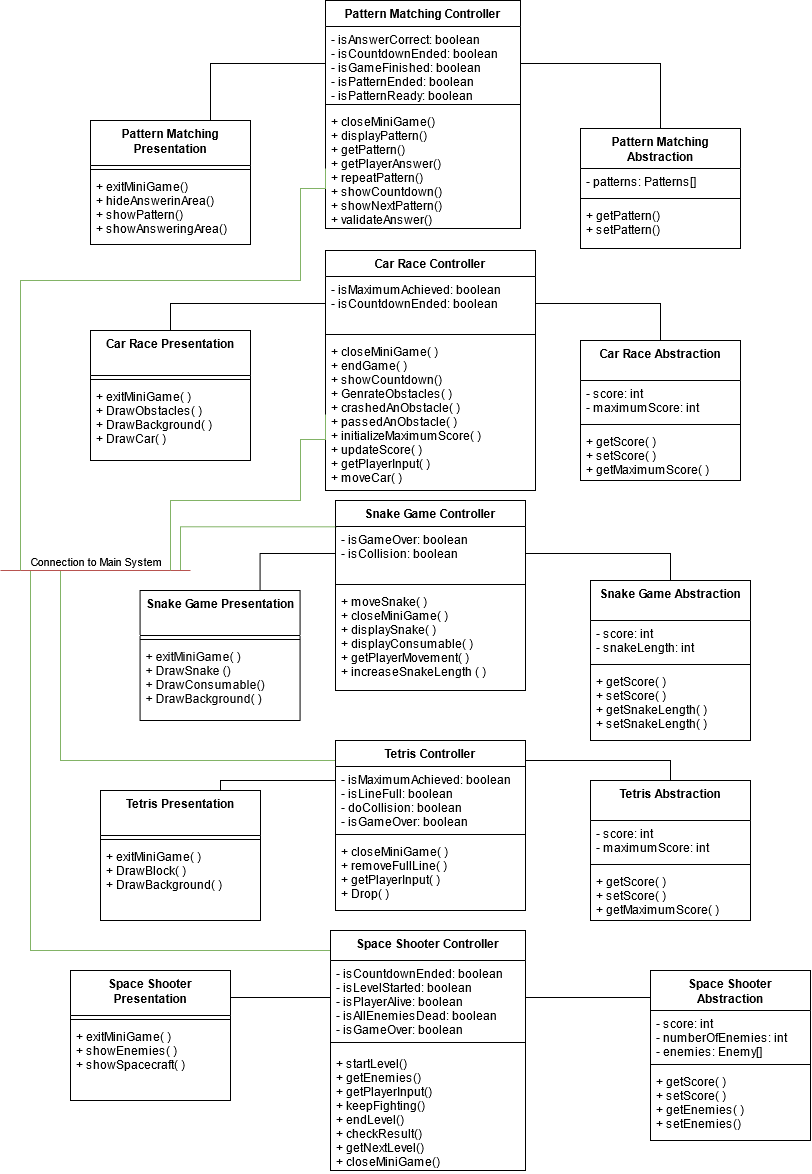 Pattern Matching Controller
- isAnswerCorrect: boolean
- isCountdownEnded: boolean
- isGameFinished: boolean
- isPatternEnded: boolean
- isPatternReady: boolean
+ closeMiniGame()
+ displayPattern()
+ getPattern()
+ getPlayerAnswer()
+ repeatPattern()
+ showCountdown()
+ showNextPattern()
+ validateAnswer()
Pattern Matching
Presentation
+ exitMiniGame()
+ hideAnswerinArea()
+ showPattern()
+ showAnsweringArea()
Pattern Matching
Abstraction
- patterns: Patterns[]
+ getPattern()
+ setPattern()
Car Race Controller
- isMaximumAchieved: boolean
- isCountdownEnded: boolean
+ closeMiniGame( )
+ endGame( )
+ showCountdown()
+ GenrateObstacles( )
+ crashedAnObstacle( )
+ passedAnObstacle( )
+ initializeMaximumScore( )
+ updateScore( )
+ getPlayerInput( )
+ moveCar( )
Car Race Presentation
+ exitMiniGame( )
+ DrawObstacles( )
+ DrawBackground( )
+ DrawCar( )
Car Race Abstraction
- score: int
- maximumScore: int
+ getScore( )
+ setScore( )
+ getMaximumScore( )
Connection to Main System
Snake Game Controller
- isGameOver: boolean
- isCollision: boolean
+ moveSnake( )
+ closeMiniGame( )
+ displaySnake( )
+ displayConsumable( )
+ getPlayerMovement( )
+ increaseSnakeLength ( )
Snake Game Presentation
+ exitMiniGame( )
+ DrawSnake ( )
+ DrawConsumable()
+ DrawBackground( )
Snake Game Abstraction
- score: int
- snakeLength: int
+ getScore( )
+ setScore( )
+ getSnakeLength( )
+ setSnakeLength( )
Tetris Controller
- isMaximumAchieved: boolean
- isLineFull: boolean
- doCollision: boolean
- isGameOver: boolean
+ closeMiniGame( )
+ removeFullLine( )
+ getPlayerInput( )
+ Drop( )
Tetris Presentation
+ exitMiniGame( )
+ DrawBlock( )
+ DrawBackground( )
Tetris Abstraction
- score: int
- maximumScore: int
+ getScore( )
+ setScore( )
+ getMaximumScore( )
Space Shooter Controller
- isCountdownEnded: boolean
- isLevelStarted: boolean
- isPlayerAlive: boolean
- isAllEnemiesDead: boolean
- isGameOver: boolean
+ startLevel()
+ getEnemies()
+ getPlayerInput()
+ keepFighting()
+ endLevel()
+ checkResult()
+ getNextLevel()
+ closeMiniGame()
Space Shooter
Presentation
+ exitMiniGame( )
+ showEnemies( )
+ showSpacecraft( )
Space Shooter
Abstraction
- score: int
- numberOfEnemies: int
- enemies: Enemy[]
+ getScore( )
+ setScore( )
+ getEnemies( )
+ setEnemies()